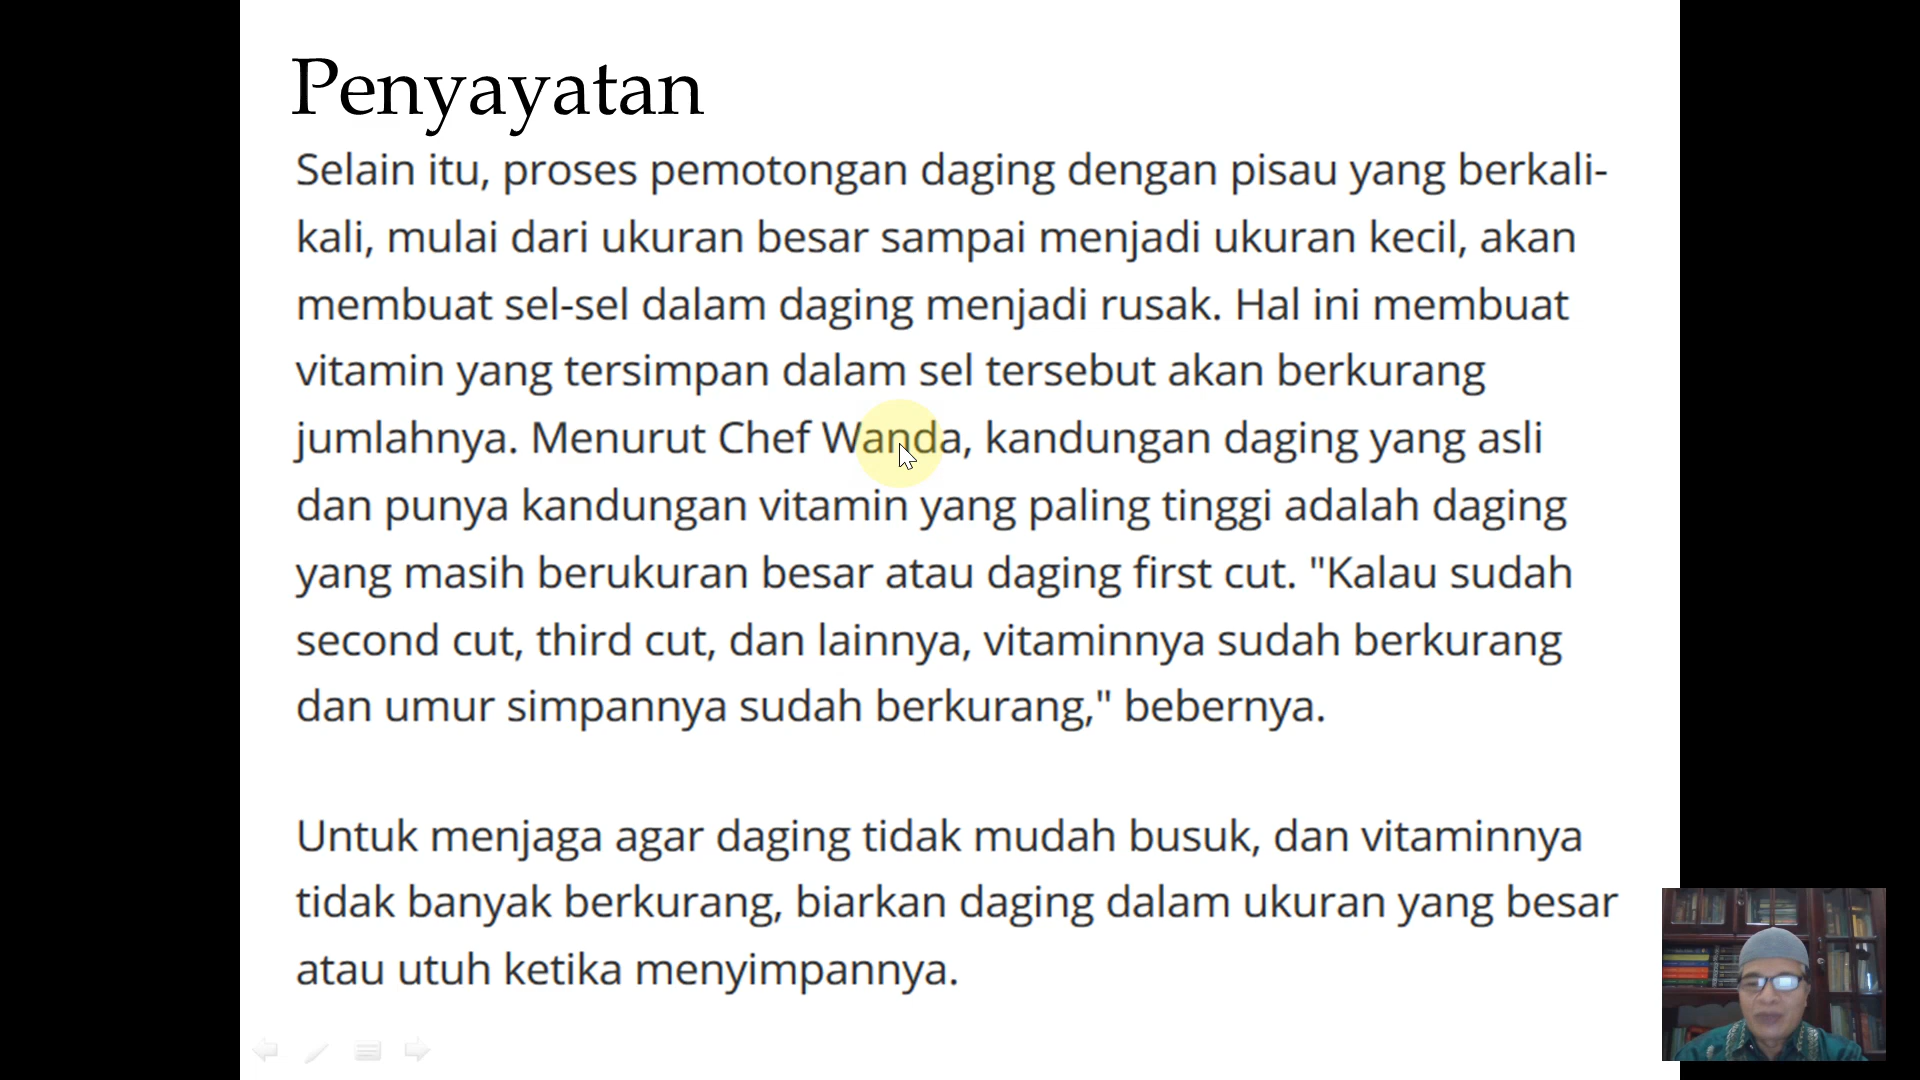 Penyayatan
Selain itu, proses pemotongan daging dengan pisau yang berkali-
kali, mulai dari ukuran besar sampai menjadi ukuran kecil, akan
membuat sel-sel dalam daging menjadi rusak. Hal ini membuat
vitamin yang tersimpan dalam sel tersebut akan berkurang
jumlahnya. Menurut Chef Wanda, kandungan daging yang asli
dan punya kandungan vitamin yang paling tinggi adalah daging
yang masih berukuran besar atau daging first cut. "Kalau sudah
second cut, third cut, dan lainnya, vitaminnya sudah berkurang
dan umur simpannya sudah berkurang," bebernya.
Untuk menjaga agar daging tidak mudah busuk, dan vitaminnya
tidak banyak berkurang, biarkan daging dalam ukuran yang besar
atau utuh ketika menyimpannya.